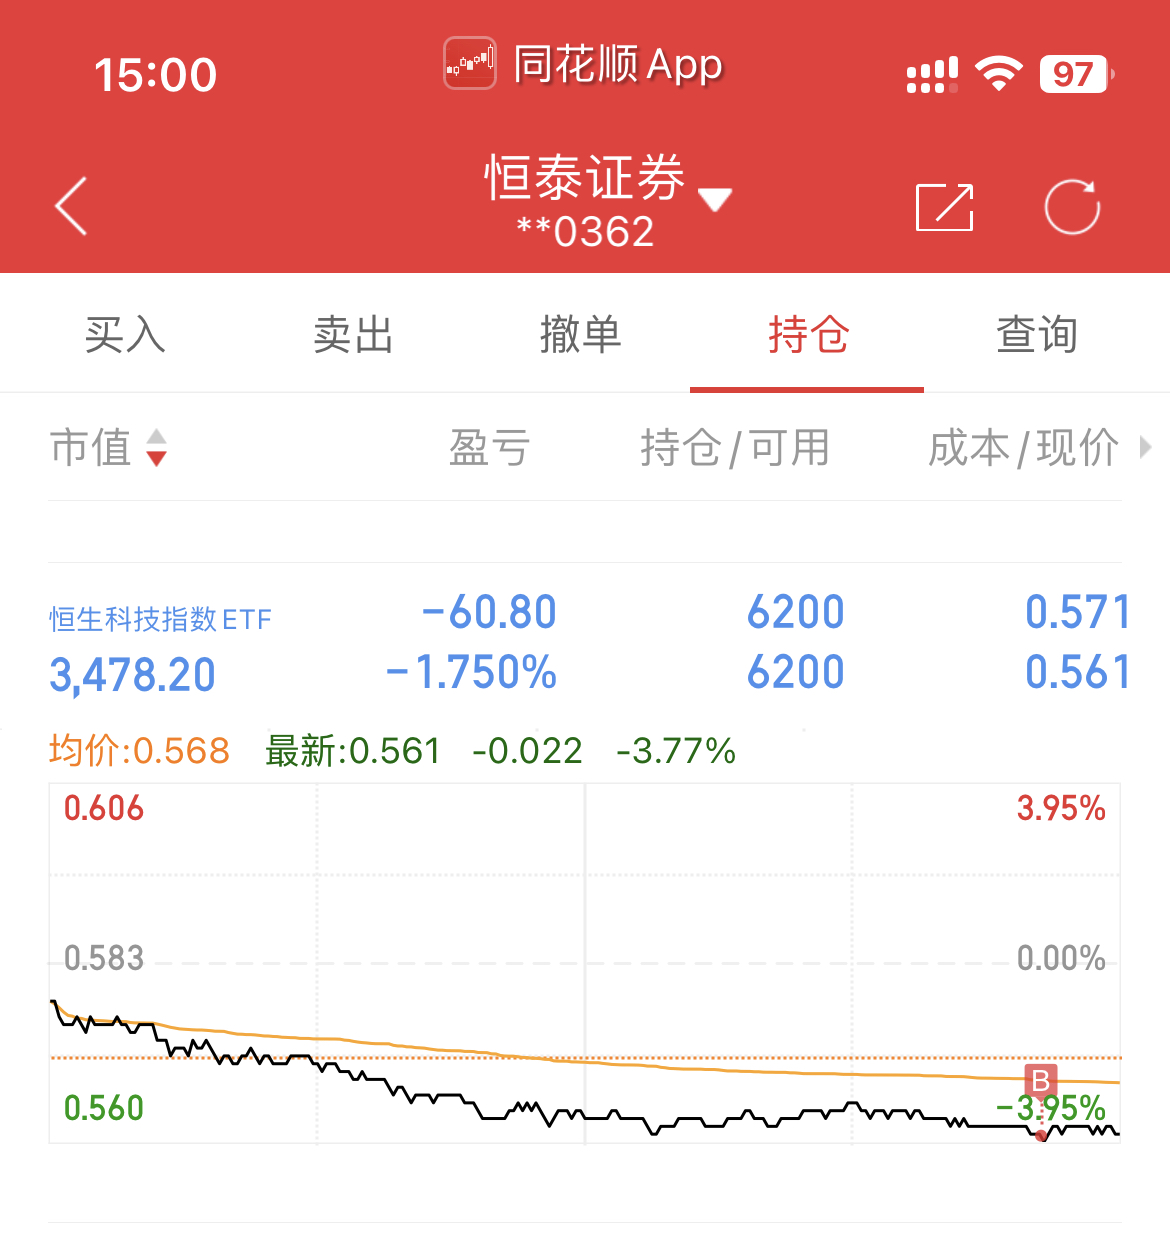 15:00 同花顺 App 97
恒泰证券
**0362
买入 卖出 撤单 持仓 查询
市值 盈亏 持仓/可用 成本/现价
恒生科技指数ETF -60.80 6200 0.571
3,478.20 -1.750% 6200 0.561
均价:0.568 最新:0.561 -0.022 -3.77%
0.606 3.95%
0.583 0.00%
B
0.560 -3.95%